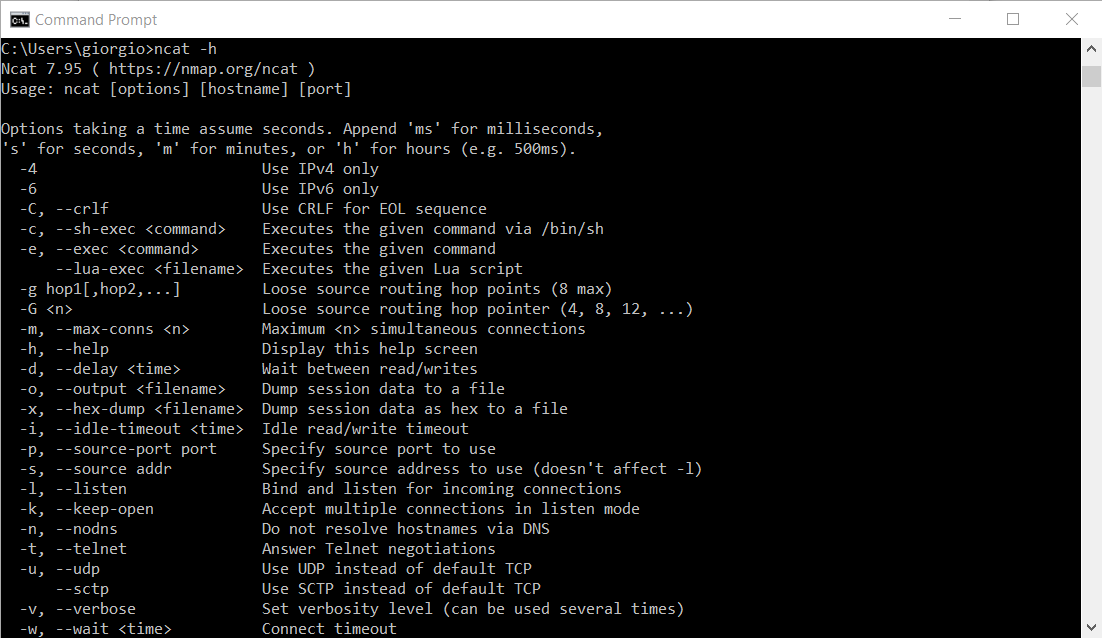 Command Prompt
C:\Users\giorgio>ncat -h
Ncat 7.95 ( https://nmap.org/ncat )
Usage: ncat [options] [hostname] [port]

Options taking a time assume seconds. Append 'ms' for milliseconds,
's' for seconds, 'm' for minutes, or 'h' for hours (e.g. 500ms).
  -4                         Use IPv4 only
  -6                         Use IPv6 only
  -C, --crlf                 Use CRLF for EOL sequence
  -c, --sh-exec <command>    Executes the given command via /bin/sh
  -e, --exec <command>       Executes the given command
      --lua-exec <filename>  Executes the given Lua script
  -g hop1[,hop2,...]         Loose source routing hop points (8 max)
  -G <n>                     Loose source routing hop pointer (4, 8, 12, ...)
  -m, --max-conns <n>        Maximum <n> simultaneous connections
  -h, --help                 Display this help screen
  -d, --delay <time>         Wait between read/writes
  -o, --output <filename>    Dump session data to a file
  -x, --hex-dump <filename>  Dump session data as hex to a file
  -i, --idle-timeout <time>  Idle read/write timeout
  -p, --source-port port     Specify source port to use
  -s, --source addr          Specify source address to use (doesn't affect -l)
  -l, --listen               Bind and listen for incoming connections
  -k, --keep-open            Accept multiple connections in listen mode
  -n, --nodns                Do not resolve hostnames via DNS
  -t, --telnet               Answer Telnet negotiations
  -u, --udp                  Use UDP instead of default TCP
      --sctp                 Use SCTP instead of default TCP
  -v, --verbose              Set verbosity level (can be used several times)
  -w, --wait <time>          Connect timeout